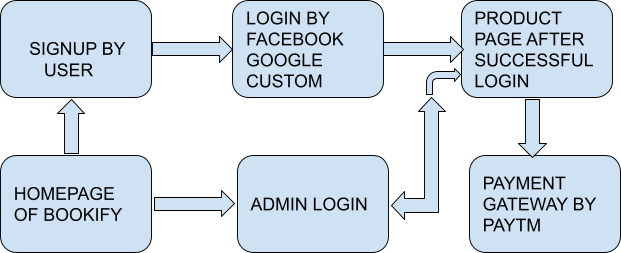 SIGNUP BY
USER
LOGIN BY
FACEBOOK
GOOGLE
CUSTOM
PRODUCT
PAGE AFTER
SUCCESSFUL
LOGIN
HOMEPAGE
OF BOOKIFY
ADMIN LOGIN
PAYMENT
GATEWAY BY
PAYTM